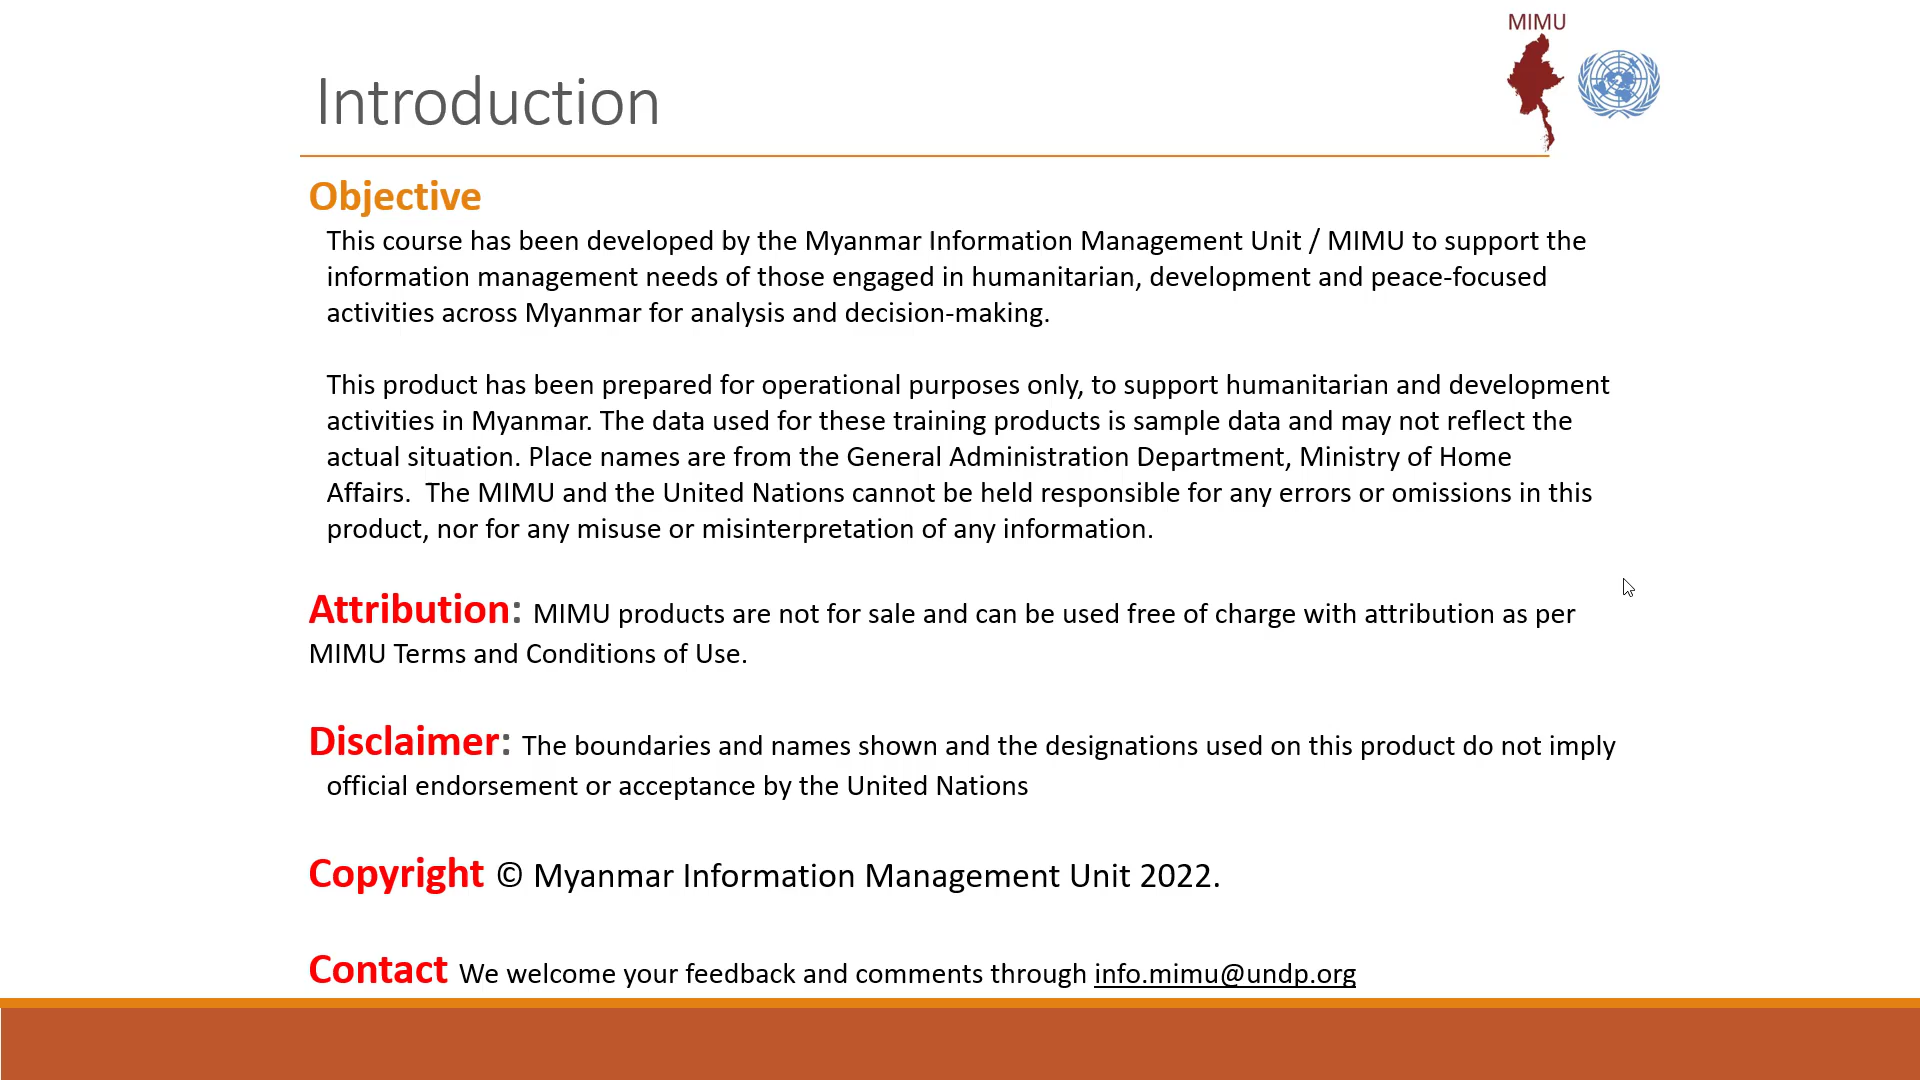 MIMU
Introduction
Objective
This course has been developed by the Myanmar Information Management Unit / MIMU to support the
information management needs of those engaged in humanitarian, development and peace-focused
activities across Myanmar for analysis and decision-making.
This product has been prepared for operational purposes only, to support humanitarian and development
activities in Myanmar. The data used for these training products is sample data and may not reflect the
actual situation. Place names are from the General Administration Department, Ministry of Home
Affairs.  The MIMU and the United Nations cannot be held responsible for any errors or omissions in this
product, nor for any misuse or misinterpretation of any information.
Attribution: MIMU products are not for sale and can be used free of charge with attribution as per
MIMU Terms and Conditions of Use.
Disclaimer: The boundaries and names shown and the designations used on this product do not imply
official endorsement or acceptance by the United Nations
Copyright © Myanmar Information Management Unit 2022.
Contact We welcome your feedback and comments through info.mimu@undp.org